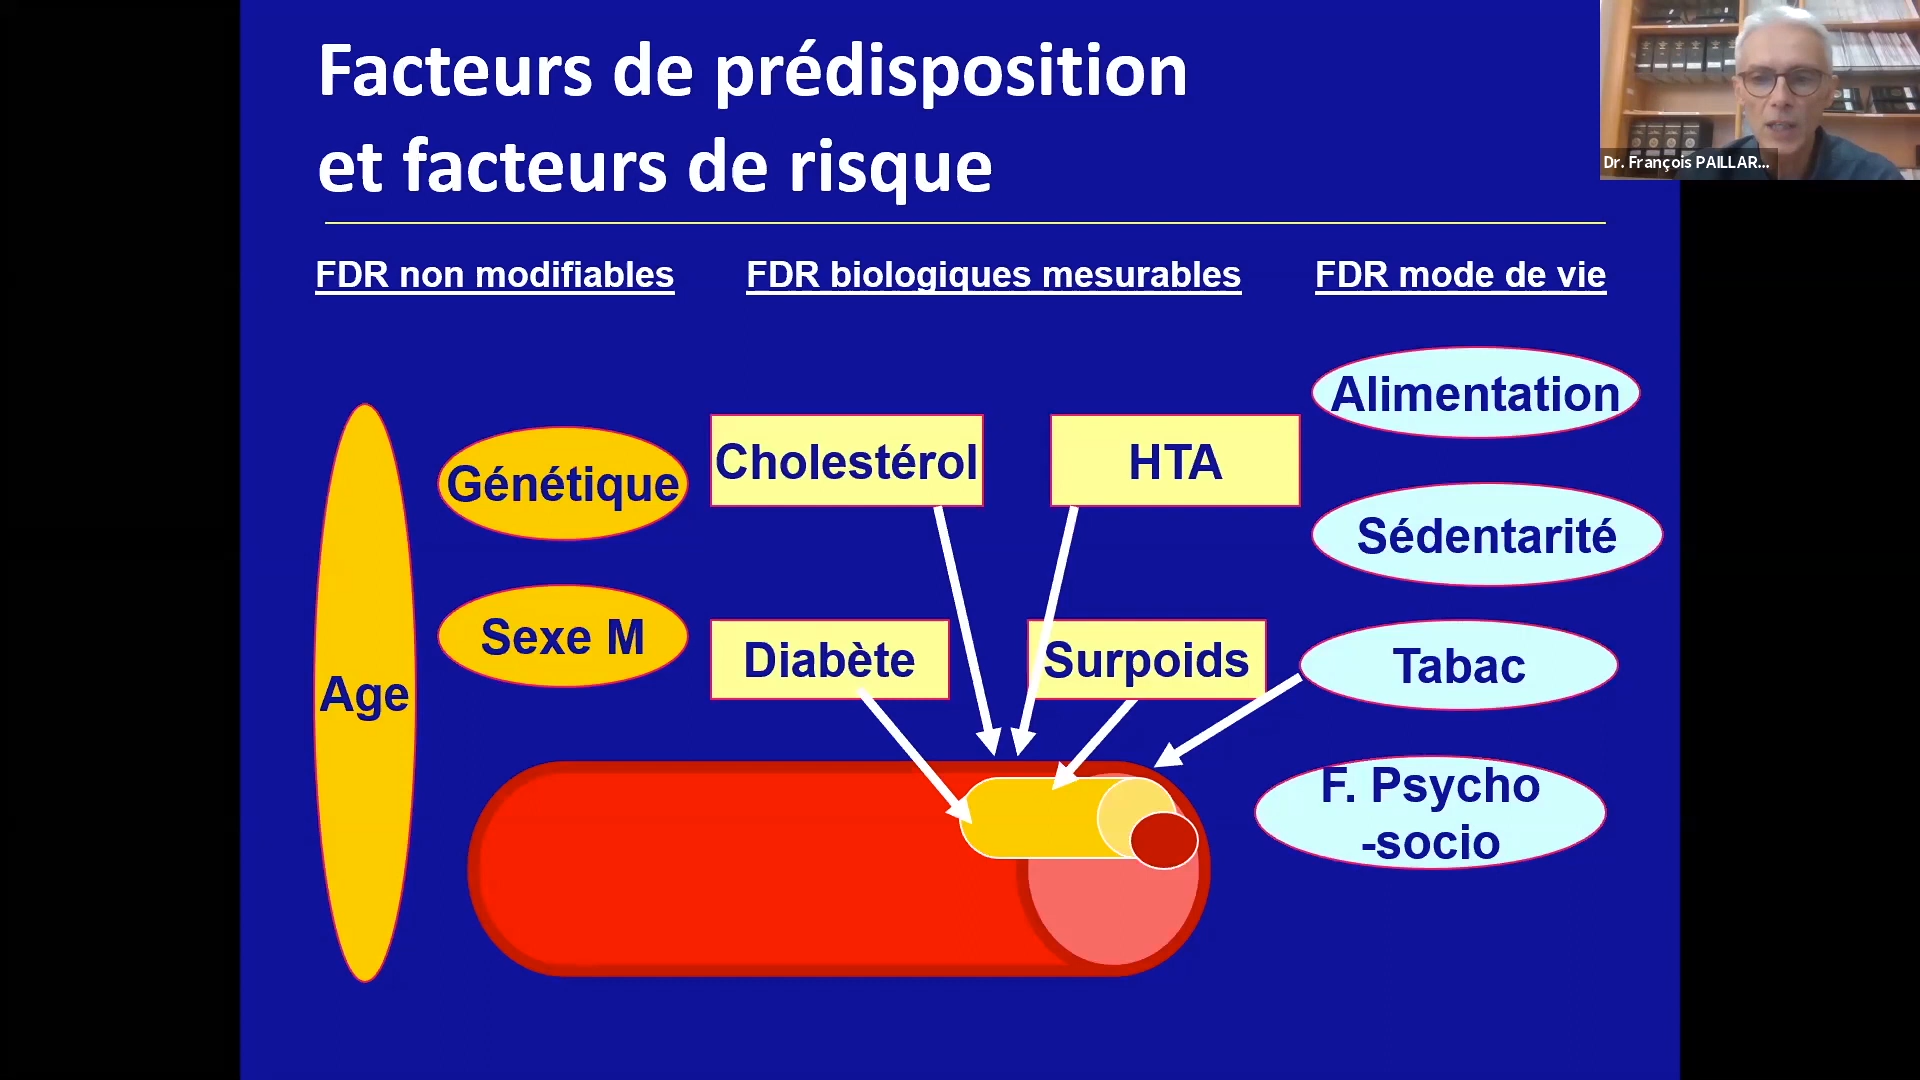 Facteurs de prédisposition
et facteurs de risque
Dr. François PAILLAR...
FDR non modifiables
FDR biologiques mesurables
FDR mode de vie
Age
Génétique
Sexe M
Cholestérol
HTA
Diabète
Surpoids
Alimentation
Sédentarité
Tabac
F. Psycho
-socio